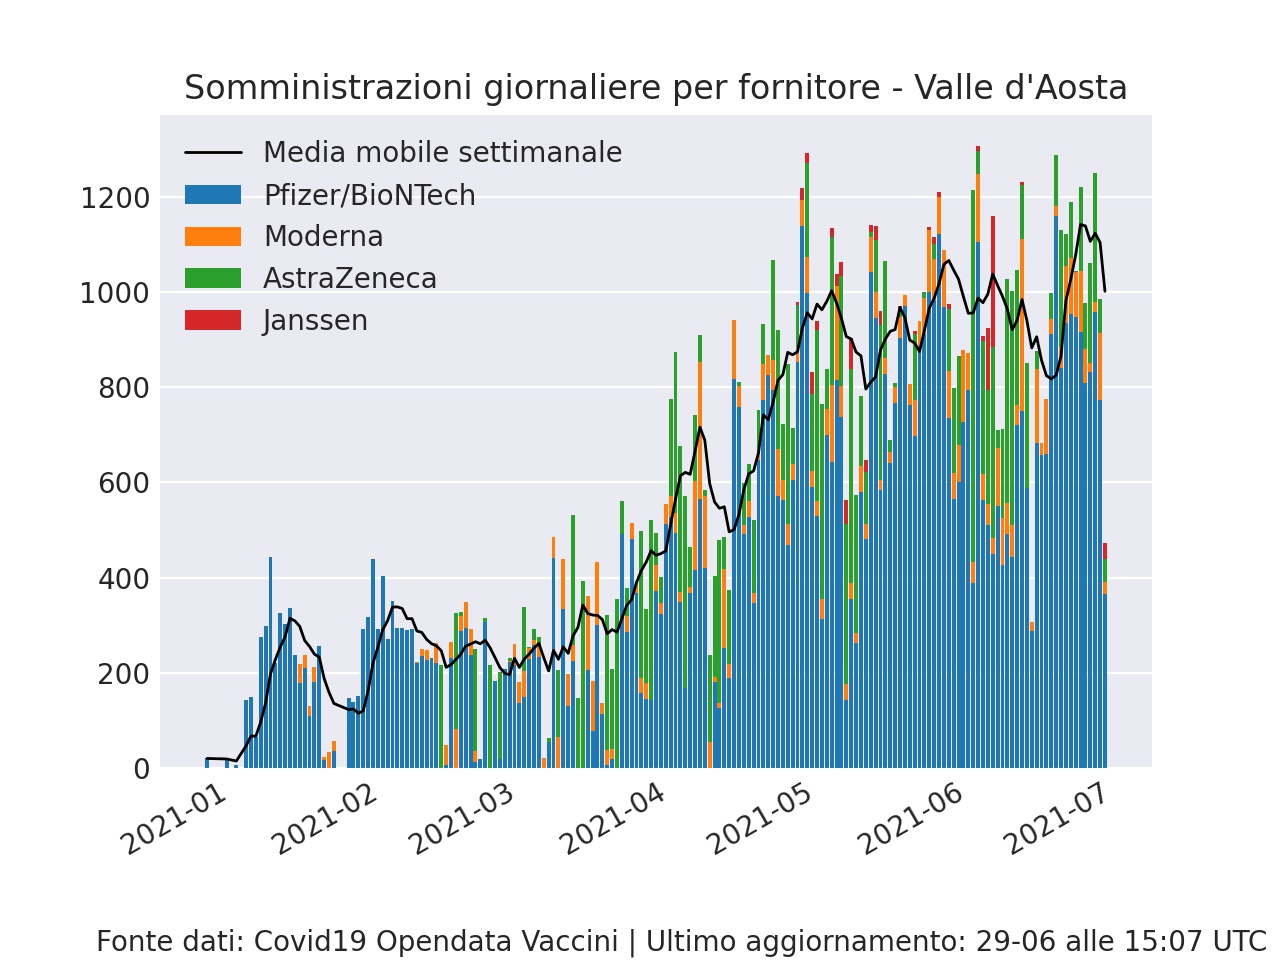 Somministrazioni giornaliere per fornitore - Valle d'Aosta
Media mobile settimanale
Pfizer/BioNTech
Moderna
AstraZeneca
Janssen
1200
1000
800
600
400
200
0
2021-01
2021-02
2021-03
2021-04
2021-05
2021-06
2021-07
Fonte dati: Covid19 Opendata Vaccini | Ultimo aggiornamento: 29-06 alle 15:07 UTC